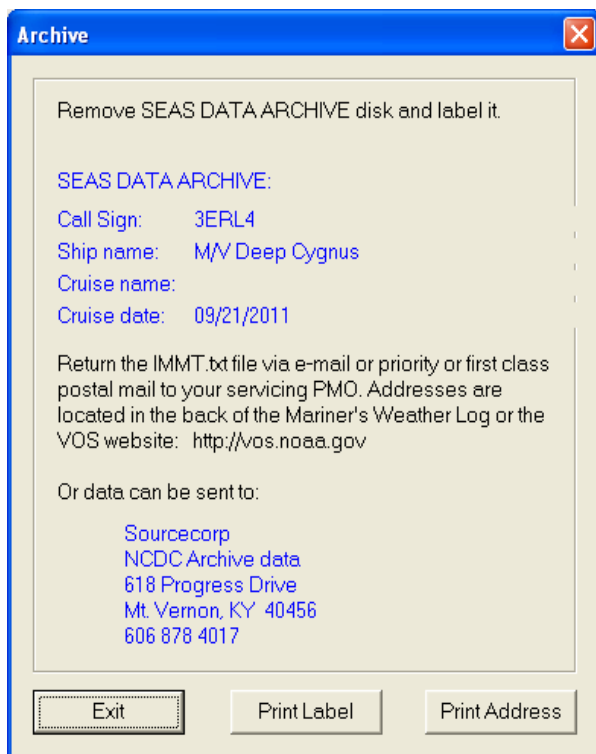 Archive
Remove SEAS DATA ARCHIVE disk and label it.
SEAS DATA ARCHIVE:
Call Sign: 3ERL4
Ship name: M/V Deep Cygnus
Cruise name:
Cruise date: 09/21/2011
Return the IMMT.txt file via e-mail or priority or first class
postal mail to your servicing PMO. Addresses are
located in the back of the Mariner's Weather Log or the
VOS website: http://vos.noaa.gov
Or data can be sent to:
Sourcecorp
NCDC Archive data
618 Progress Drive
Mt. Vernon, KY 40456
606 878 4017
Exit Print Label Print Address